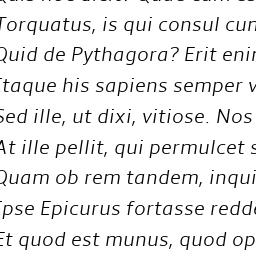 Torquatus, is qui consul cum
Quid de Pythagora? Erit enim
Itaque his sapiens semper
Sed ille, ut dixi, vitiose. Nos
At ille pellit, qui permulcet
Quam ob rem tandem, inqui
Ipse Epicurus fortasse redde
Et quod est munus, quod op